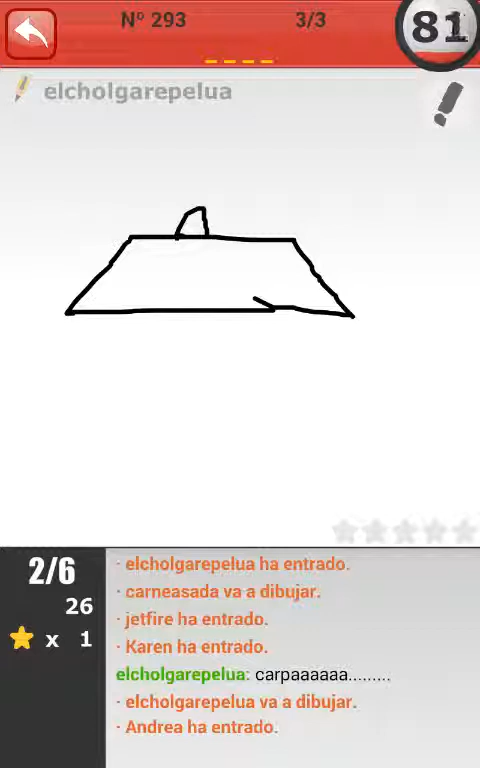 Nº 293 3/3 81
_ _ _ _
elcholgarepelua
2/6
26
x 1
· elcholgarepelua ha entrado.
· carneasada va a dibujar.
· jetfire ha entrado.
· Karen ha entrado.
elcholgarepelua: carpaaaaaa.........
· elcholgarepelua va a dibujar.
· Andrea ha entrado.